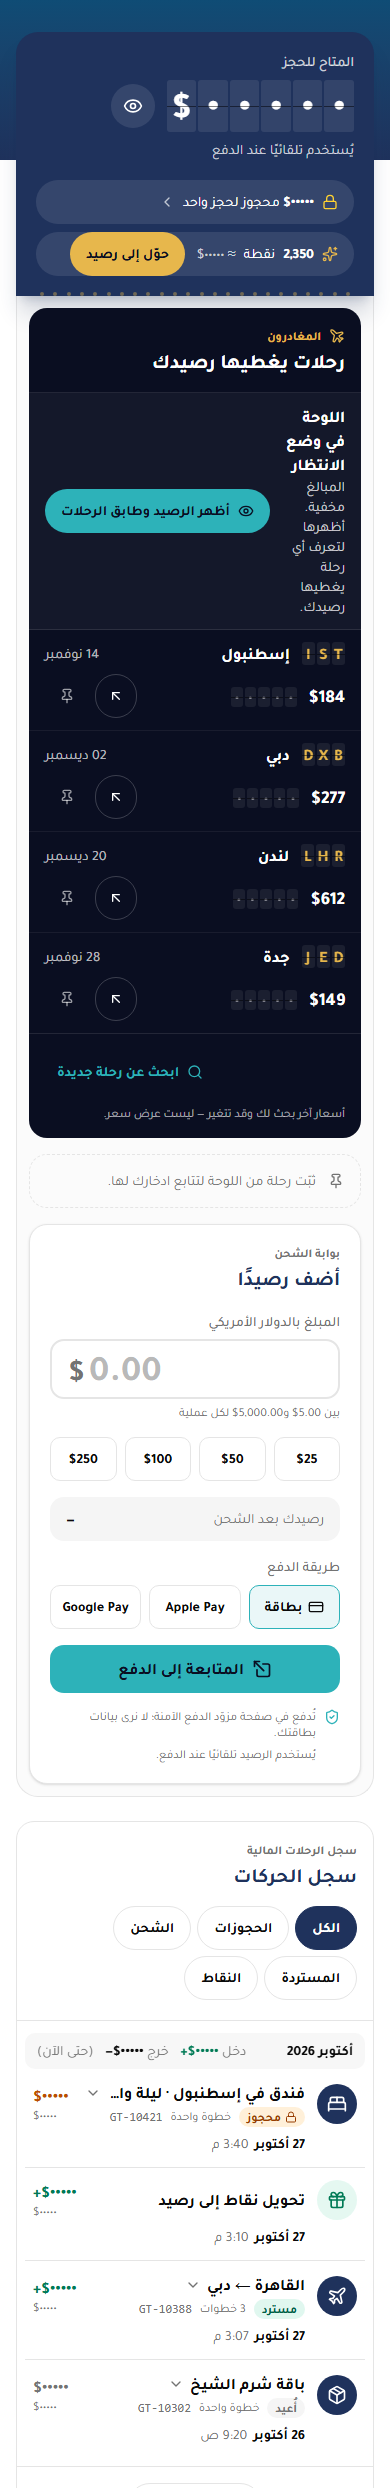 المتاح للحجز
$•••••
يُستخدم تلقائيًا عند الدفع
$••••• محجوز لحجز واحد
2,350 نقطة ≈ •••••$
حوّل إلى رصيد
المغادرون
رحلات يغطيها رصيدك
اللوحة
في وضع
الانتظار
المبالغ
مخفية.
أظهرها
لتعرف أي
رحلة
يغطيها
رصيدك.
أظهر الرصيد وطابق الرحلات
IST إسطنبول 14 نوفمبر
$184
DXB دبي 02 ديسمبر
$277
LHR لندن 20 ديسمبر
$612
JED جدة 28 نوفمبر
$149
ابحث عن رحلة جديدة
أسعار آخر بحث لك وقد تتغير — ليست عرض سعر.
ثبّت رحلة من اللوحة لتتابع ادخارك لها.
بوابة الشحن
أضف رصيدًا
المبلغ بالدولار الأمريكي
$ 0.00
بين $5.00 و$5,000.00 لكل عملية
$25 $50 $100 $250
رصيدك بعد الشحن –
طريقة الدفع
بطاقة Apple Pay Google Pay
المتابعة إلى الدفع
تُدفع في صفحة مزوّد الدفع الآمنة؛ لا نرى بيانات
بطاقتك.
يُستخدم الرصيد تلقائيًا عند الدفع.
سجل الرحلات المالية
سجل الحركات
الكل الحجوزات الشحن
المستردة النقاط
أكتوبر 2026 دخل +$••••• خرج –$••••• (حتى الآن)
فندق في إسطنبول · ليلة وا... $•••••
محجوز خطوة واحدة GT-10421 $•••••
27 أكتوبر 3:40 م
تحويل نقاط إلى رصيد +$•••••
$•••••
27 أكتوبر 3:10 م
القاهرة ← دبي +$•••••
مسترد 3 خطوات GT-10388 $•••••
27 أكتوبر 3:07 م
باقة شرم الشيخ $•••••
أعيد خطوة واحدة GT-10302 $•••••
26 أكتوبر 9:20 ص